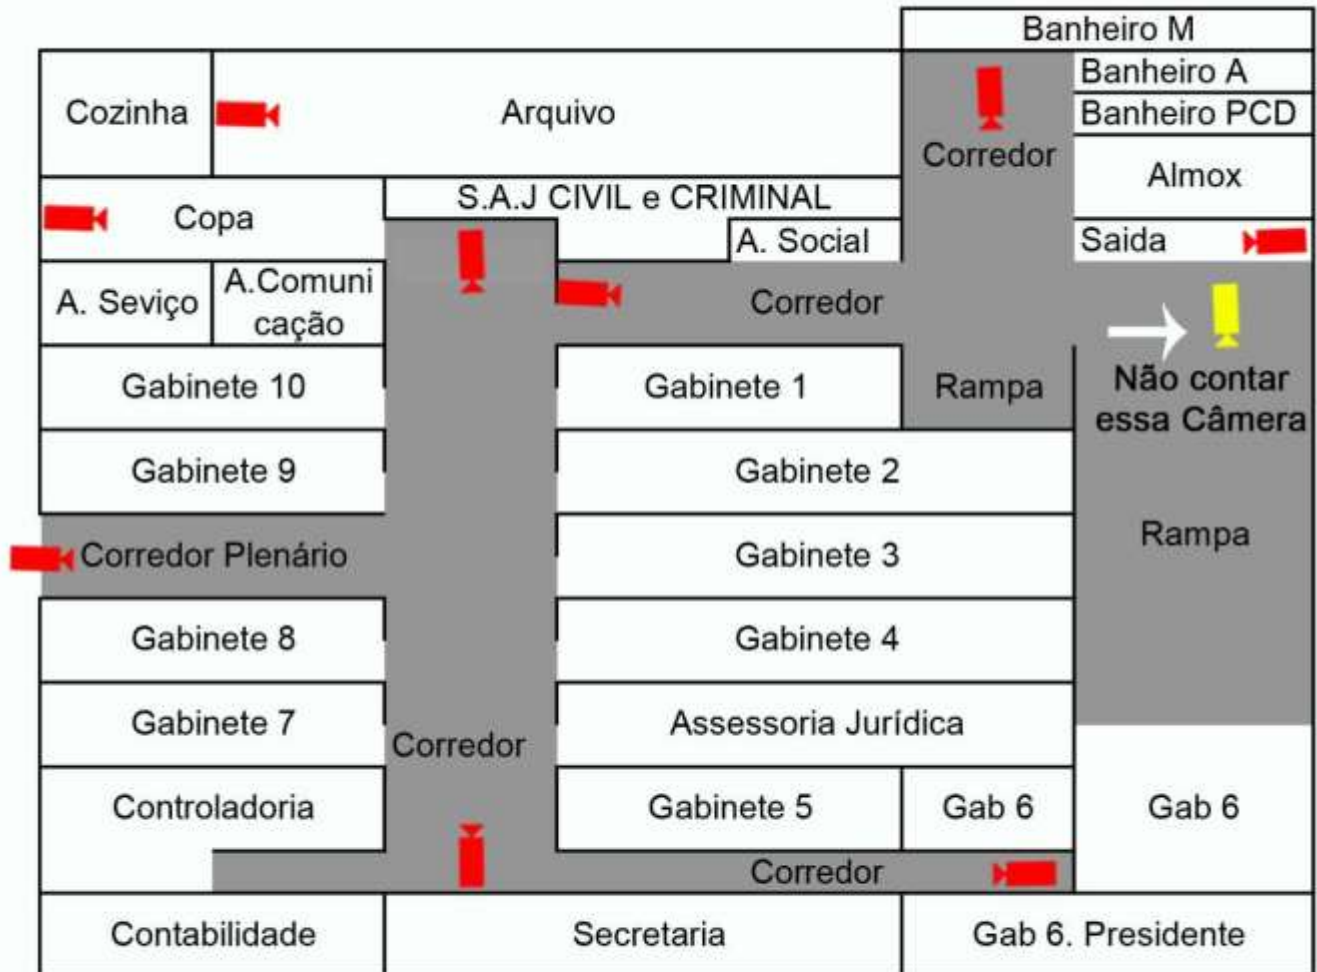 Banheiro M
Cozinha
Arquivo
Banheiro A
Banheiro PCD
Corredor
Almox
Copa
S.A.J CIVIL e CRIMINAL
A. Social
Saida
A. Seviço
A.Comuni
cação
Corredor
Gabinete 10
Gabinete 1
Rampa
Não contar
essa Câmera
Gabinete 9
Gabinete 2
Corredor Plenário
Gabinete 3
Rampa
Gabinete 8
Gabinete 4
Gabinete 7
Corredor
Assessoria Jurídica
Controladoria
Gabinete 5
Gab 6
Gab 6
Corredor
Contabilidade
Secretaria
Gab 6. Presidente